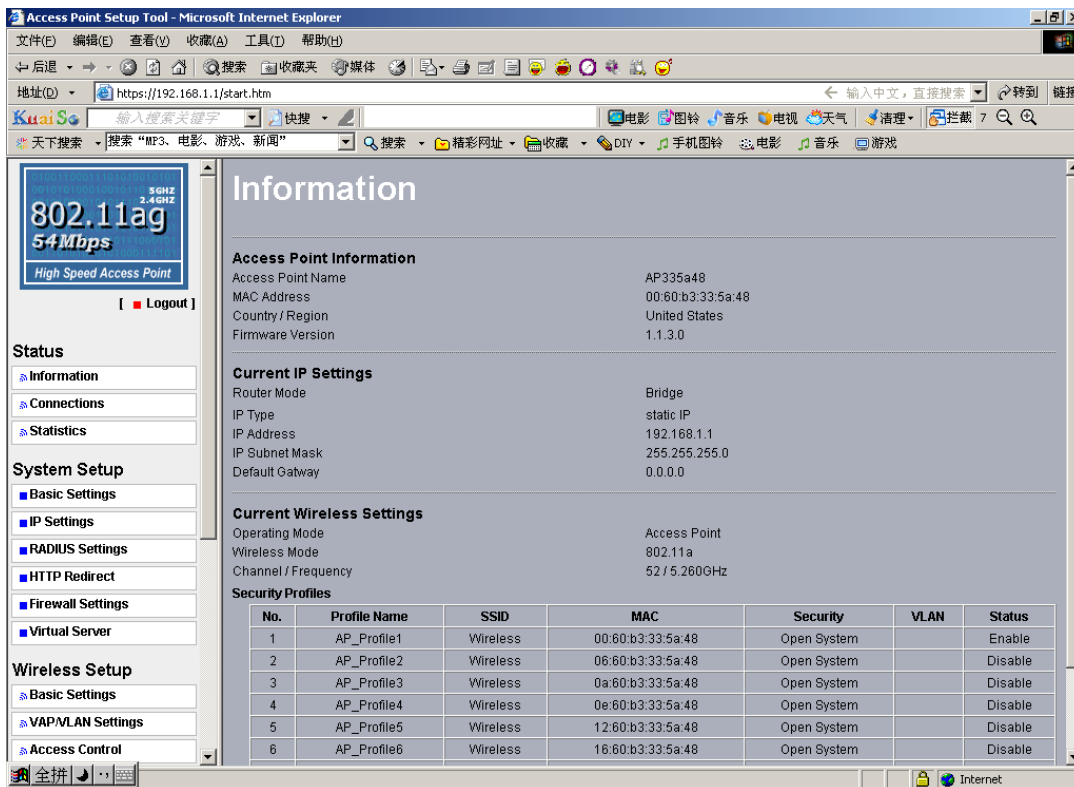 Access Point Setup Tool - Microsoft Internet Explorer
文件(F) 编辑(E) 查看(V) 收藏(A) 工具(T) 帮助(H)
后退 搜索 收藏夹 媒体
地址(D) https://192.168.1.1/start.htm 输入中文，直接搜索 转到 链接
KuaiSo 输入搜索关键字 快搜 电影 图铃 音乐 电视 天气 清理 拦截 7
天下搜索 搜索“MP3、电影、游戏、新闻” 搜索 精彩网址 收藏 DIY 手机图铃 电影 音乐 游戏
5GHZ
2.4GHZ
802.11ag
54Mbps
High Speed Access Point
[ Logout ]
Status
Information
Connections
Statistics
System Setup
Basic Settings
IP Settings
RADIUS Settings
HTTP Redirect
Firewall Settings
Virtual Server
Wireless Setup
Basic Settings
VAP/VLAN Settings
Access Control
Information
Access Point Information
Access Point Name AP335a48
MAC Address 00:60:b3:33:5a:48
Country / Region United States
Firmware Version 1.1.3.0
Current IP Settings
Router Mode Bridge
IP Type static IP
IP Address 192.168.1.1
IP Subnet Mask 255.255.255.0
Default Gatway 0.0.0.0
Current Wireless Settings
Operating Mode Access Point
Wireless Mode 802.11a
Channel / Frequency 52 / 5.260GHz
Security Profiles
No. Profile Name SSID MAC Security VLAN Status
1 AP_Profile1 Wireless 00:60:b3:33:5a:48 Open System Enable
2 AP_Profile2 Wireless 06:60:b3:33:5a:48 Open System Disable
3 AP_Profile3 Wireless 0a:60:b3:33:5a:48 Open System Disable
4 AP_Profile4 Wireless 0e:60:b3:33:5a:48 Open System Disable
5 AP_Profile5 Wireless 12:60:b3:33:5a:48 Open System Disable
6 AP_Profile6 Wireless 16:60:b3:33:5a:48 Open System Disable
全拼
Internet